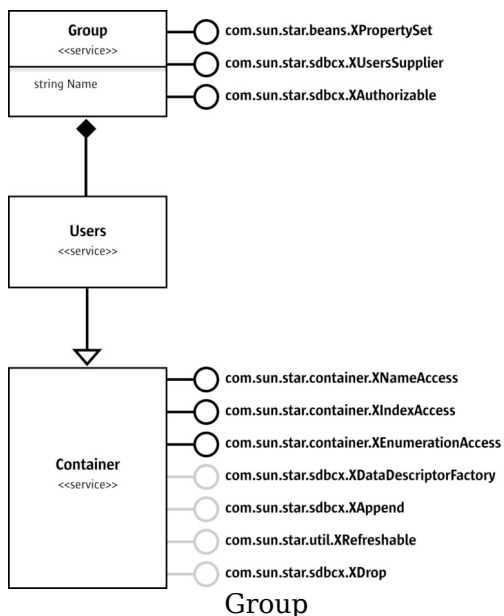 Group
<<service>>
string Name
com.sun.star.beans.XPropertySet
com.sun.star.sdbcx.XUsersSupplier
com.sun.star.sdbcx.XAuthorizable
Users
<<service>>
Container
<<service>>
com.sun.star.container.XNameAccess
com.sun.star.container.XIndexAccess
com.sun.star.container.XEnumerationAccess
com.sun.star.sdbcx.XDataDescriptorFactory
com.sun.star.sdbcx.XAppend
com.sun.star.util.XRefreshable
com.sun.star.sdbcx.XDrop
Group